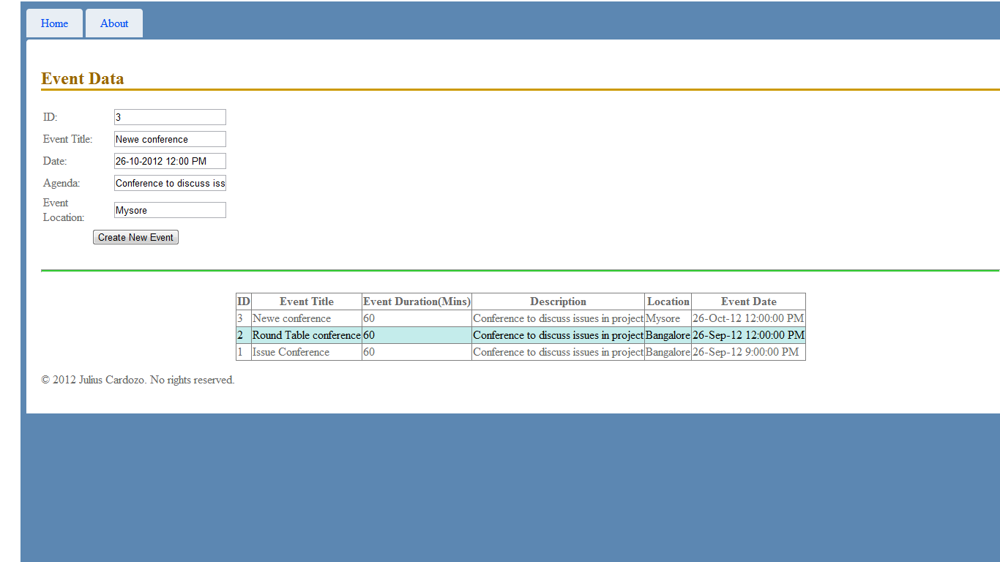 Home About
Event Data
ID: 3
Event Title: Newe conference
Date: 26-10-2012 12:00 PM
Agenda: Conference to discuss iss
Event
Location: Mysore
Create New Event
ID Event Title Event Duration(Mins) Description Location Event Date
3 Newe conference 60 Conference to discuss issues in project Mysore 26-Oct-12 12:00:00 PM
2 Round Table conference 60 Conference to discuss issues in project Bangalore 26-Sep-12 12:00:00 PM
1 Issue Conference 60 Conference to discuss issues in project Bangalore 26-Sep-12 9:00:00 PM
© 2012 Julius Cardozo. No rights reserved.